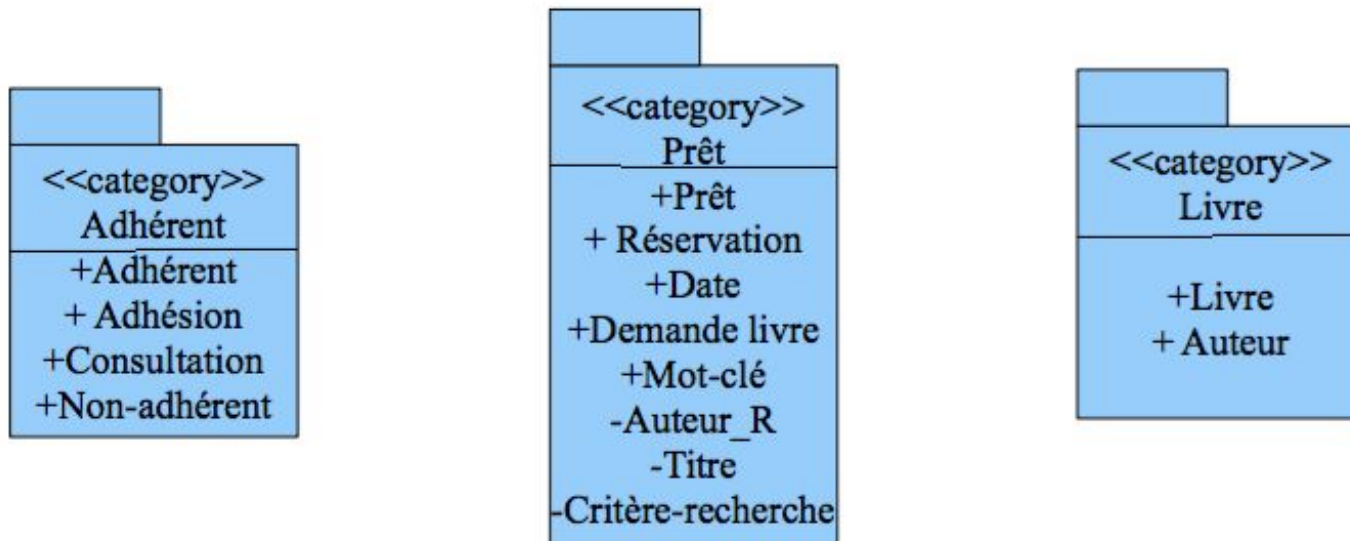 <<category>>
Adhérent
+Adhérent
+ Adhésion
+Consultation
+Non-adhérent
<<category>>
Prêt
+Prêt
+ Réservation
+Date
+Demande livre
+Mot-clé
-Auteur_R
-Titre
-Critère-recherche
<<category>>
Livre
+Livre
+ Auteur